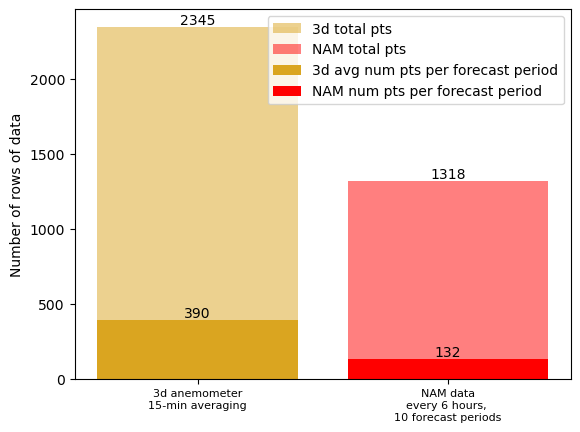 2345
3d total pts
NAM total pts
3d avg num pts per forecast period
NAM num pts per forecast period
2000
1500
1318
1000
500
390
132
0
Number of rows of data
3d anemometer
15-min averaging
NAM data
every 6 hours,
10 forecast periods